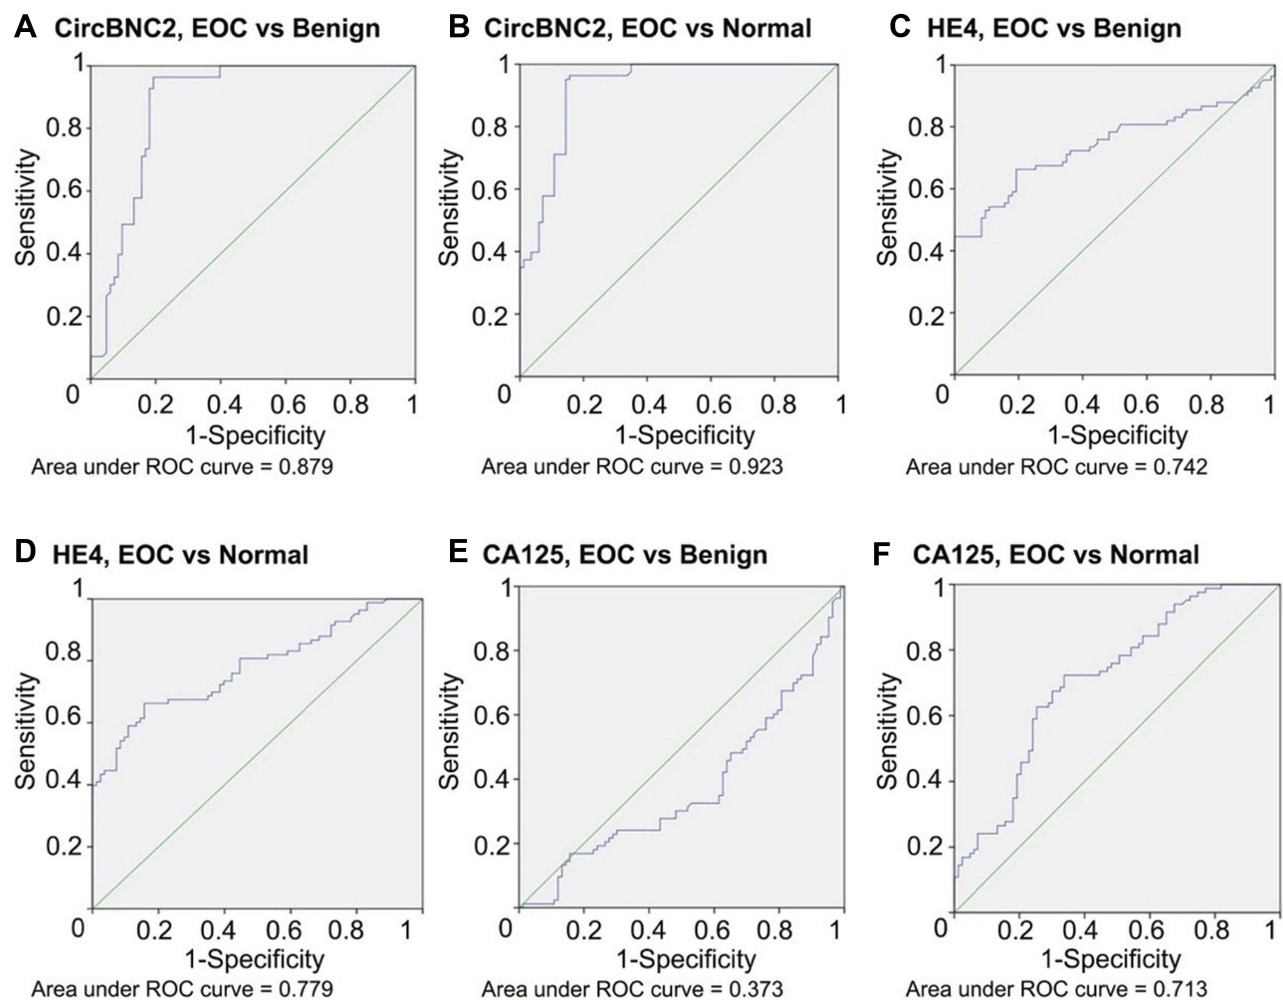 A CircBNC2, EOC vs Benign
1
0.8
0.6
0.4
0.2
0
0.2 0.4 0.6 0.8 1
Sensitivity
1-Specificity
Area under ROC curve = 0.879
B CircBNC2, EOC vs Normal
1
0.8
0.6
0.4
0.2
0
0.2 0.4 0.6 0.8 1
Sensitivity
1-Specificity
Area under ROC curve = 0.923
C HE4, EOC vs Benign
1
0.8
0.6
0.4
0.2
0
0.2 0.4 0.6 0.8 1
Sensitivity
1-Specificity
Area under ROC curve = 0.742
D HE4, EOC vs Normal
1
0.8
0.6
0.4
0.2
0
0.2 0.4 0.6 0.8 1
Sensitivity
1-Specificity
Area under ROC curve = 0.779
E CA125, EOC vs Benign
1
0.8
0.6
0.4
0.2
0
0.2 0.4 0.6 0.8 1
Sensitivity
1-Specificity
Area under ROC curve = 0.373
F CA125, EOC vs Normal
1
0.8
0.6
0.4
0.2
0
0.2 0.4 0.6 0.8 1
Sensitivity
1-Specificity
Area under ROC curve = 0.713